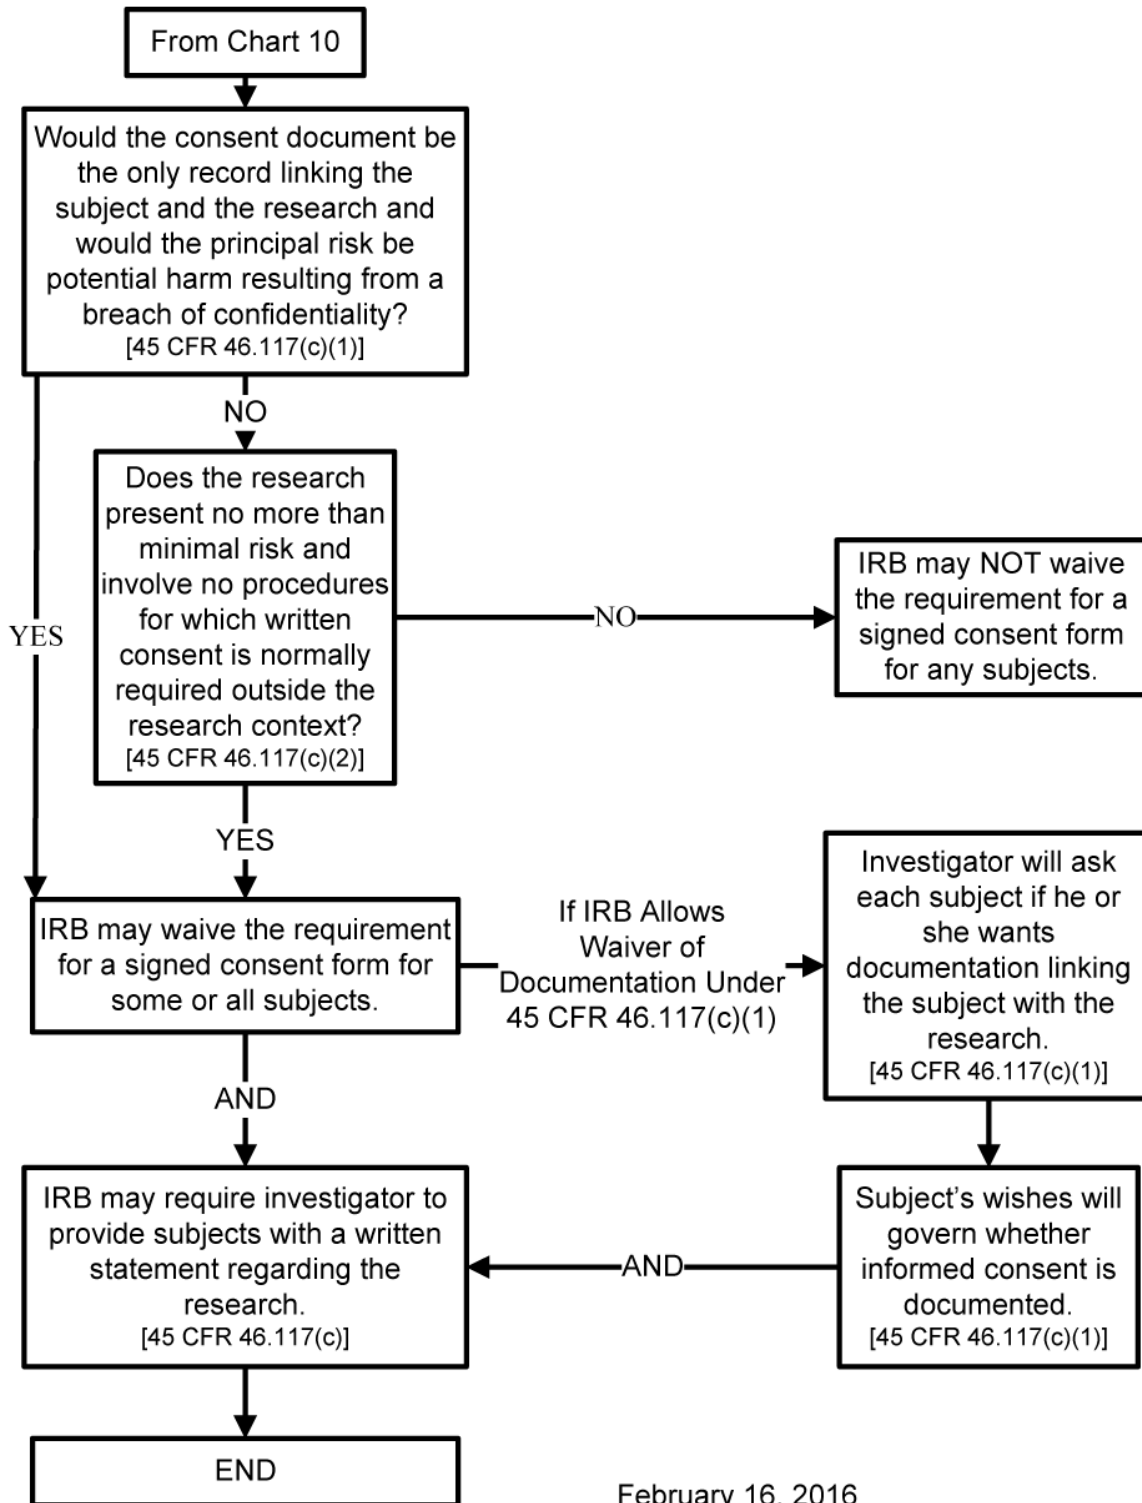 From Chart 10
Would the consent document be
the only record linking the
subject and the research and
would the principal risk be
potential harm resulting from a
breach of confidentiality?
[45 CFR 46.117(c)(1)]
NO
YES
Does the research
present no more than
minimal risk and
involve no procedures
for which written
consent is normally
required outside the
research context?
[45 CFR 46.117(c)(2)]
NO
IRB may NOT waive
the requirement for a
signed consent form
for any subjects.
YES
IRB may waive the requirement
for a signed consent form for
some or all subjects.
If IRB Allows
Waiver of
Documentation Under
45 CFR 46.117(c)(1)
Investigator will ask
each subject if he or
she wants
documentation linking
the subject with the
research.
[45 CFR 46.117(c)(1)]
AND
IRB may require investigator to
provide subjects with a written
statement regarding the
research.
[45 CFR 46.117(c)]
AND
Subject’s wishes will
govern whether
informed consent is
documented.
[45 CFR 46.117(c)(1)]
END
February 16, 2016